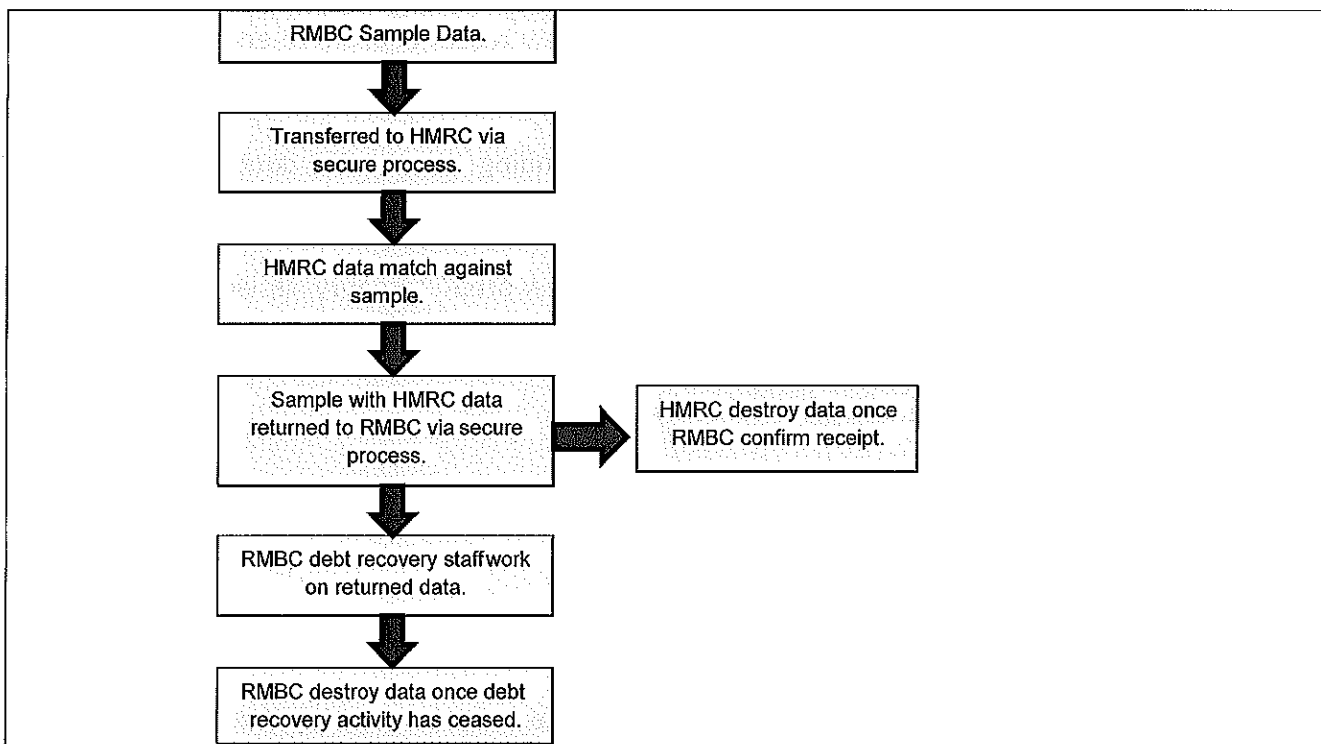 RMBC Sample Data.
Transferred to HMRC via
secure process.
HMRC data match against
sample.
Sample with HMRC data
returned to RMBC via secure
process.
HMRC destroy data once
RMBC confirm receipt.
RMBC debt recovery staffwork
on returned data.
RMBC destroy data once debt
recovery activity has ceased.